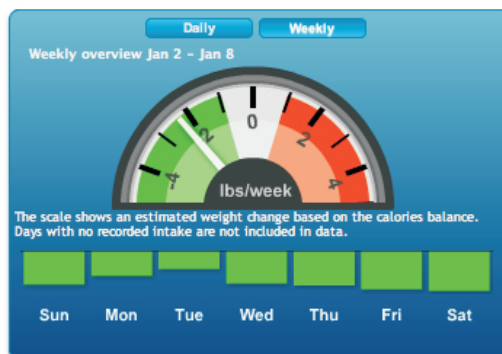 Daily Weekly
Weekly overview Jan 2 - Jan 8
-4 -2 0 2 4
lbs/week
The scale shows an estimated weight change based on the calories balance.
Days with no recorded intake are not included in data.
Sun Mon Tue Wed Thu Fri Sat